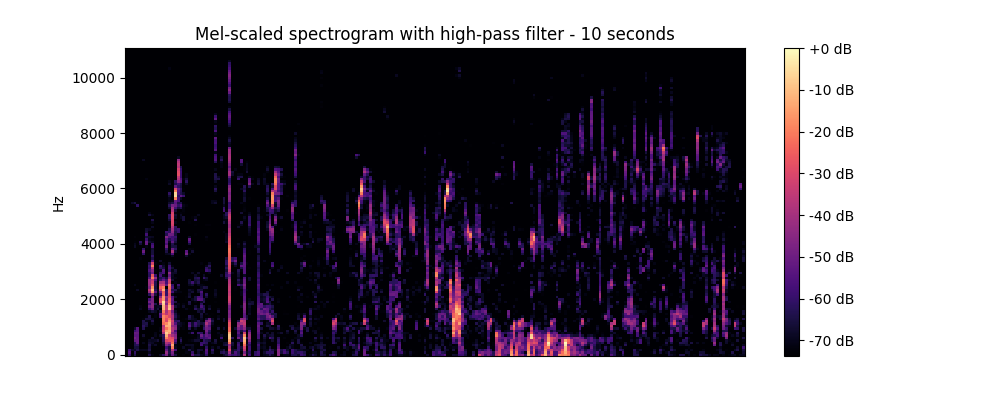 Mel-scaled spectrogram with high-pass filter - 10 seconds
Hz
10000
8000
6000
4000
2000
0
+0 dB
-10 dB
-20 dB
-30 dB
-40 dB
-50 dB
-60 dB
-70 dB